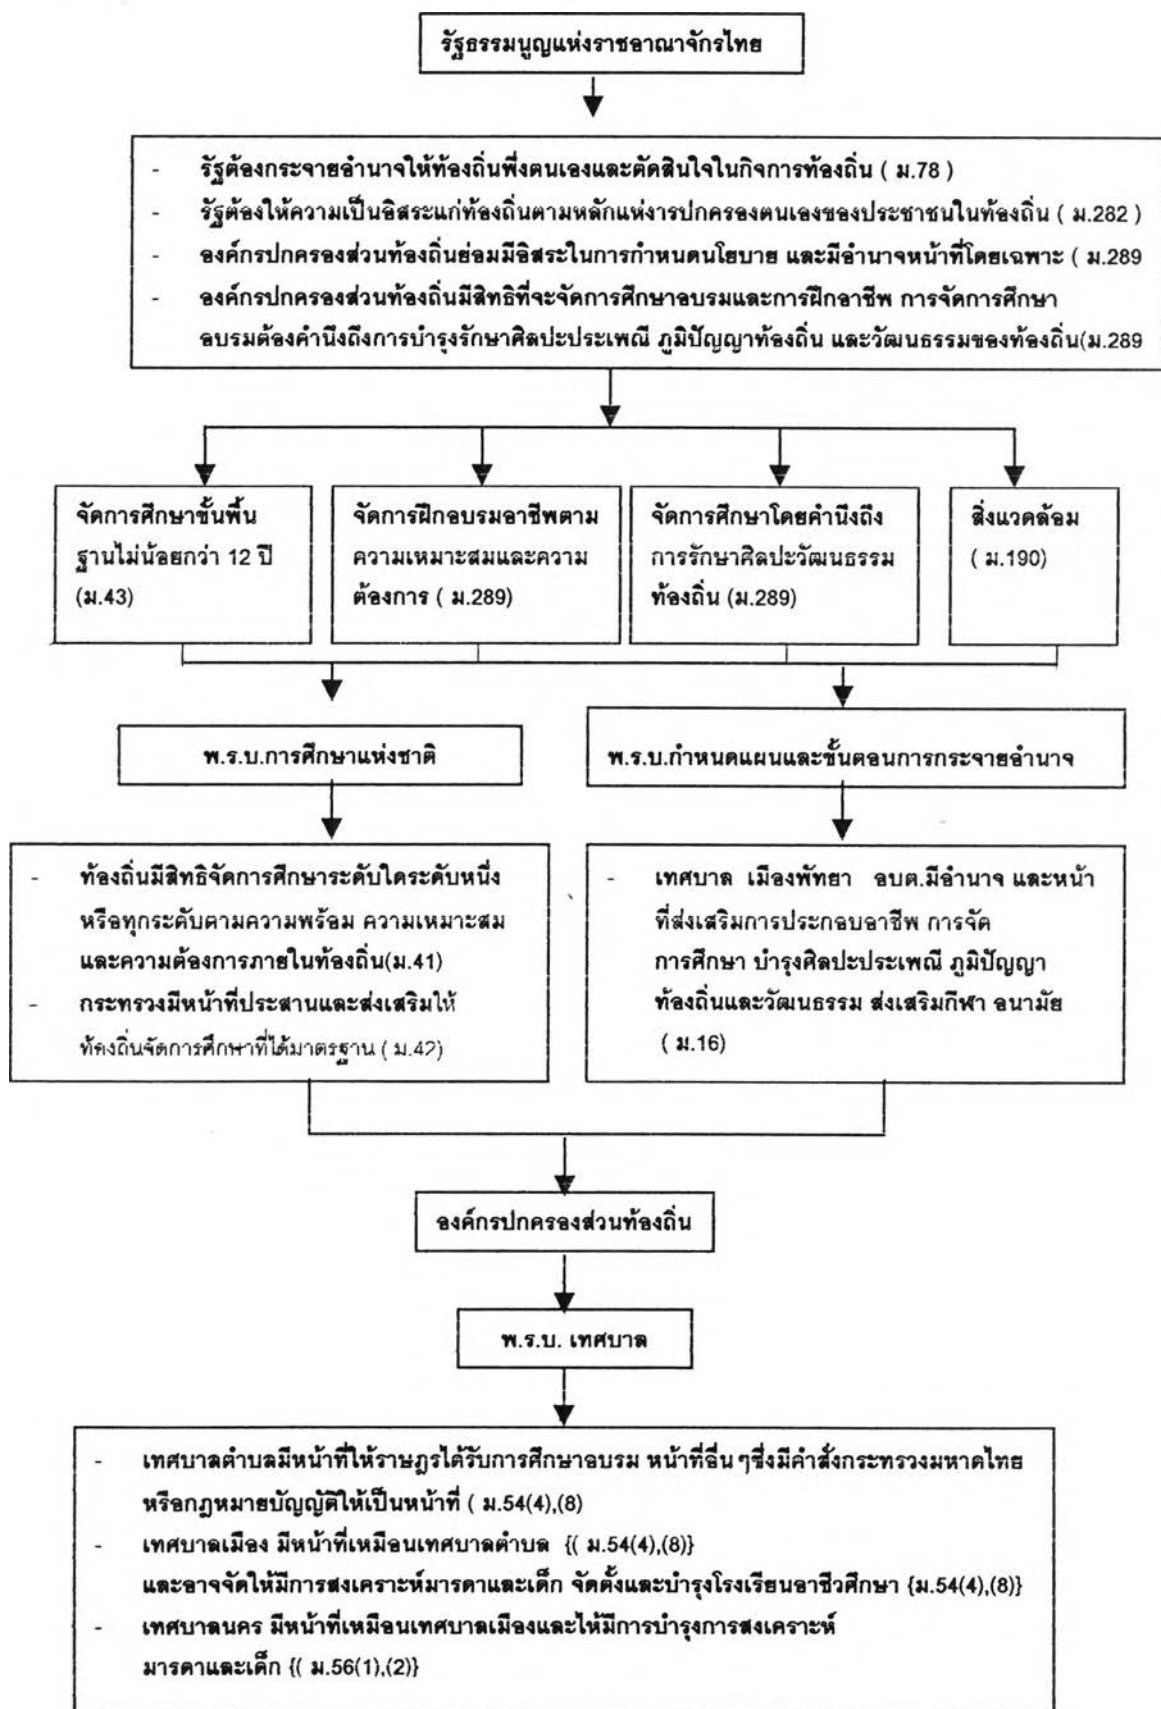 รัฐธรรมนูญแห่งราชอาณาจักรไทย
- รัฐต้องกระจายอำนาจให้ท้องถิ่นพึ่งตนเองและตัดสินใจในกิจการท้องถิ่น ( ม.78 )
- รัฐต้องให้ความเป็นอิสระแก่ท้องถิ่นตามหลักแห่งารปกครองตนเองของประชาชนในท้องถิ่น ( ม.282 )
- องค์กรปกครองส่วนท้องถิ่นย่อมมีอิสระในการกำหนดนโยบาย และมีอำนาจหน้าที่โดยเฉพาะ ( ม.289
- องค์กรปกครองส่วนท้องถิ่นมีสิทธิที่จะจัดการศึกษาอบรมและการฝึกอาชีพ การจัดการศึกษา
อบรมต้องคำนึงถึงการบำรุงรักษาศิลปะประเพณี ภูมิปัญญาท้องถิ่น และวัฒนธรรมของท้องถิ่น(ม.289
จัดการศึกษาขั้นพื้น
ฐานไม่น้อยกว่า 12 ปี
(ม.43)
จัดการฝึกอบรมอาชีพตาม
ความเหมาะสมและความ
ต้องการ ( ม.289)
จัดการศึกษาโดยคำนึงถึง
การรักษาศิลปะวัฒนธรรม
ท้องถิ่น (ม.289)
สิ่งแวดล้อม
( ม.190)
พ.ร.บ.การศึกษาแห่งชาติ
พ.ร.บ.กำหนดแผนและขั้นตอนการกระจายอำนาจ
- ท้องถิ่นมีสิทธิจัดการศึกษาระดับใดระดับหนึ่ง
หรือทุกระดับตามความพร้อม ความเหมาะสม
และความต้องการภายในท้องถิ่น(ม.41)
- กระทรวงมีหน้าที่ประสานและส่งเสริมให้
ท้องถิ่นจัดการศึกษาที่ได้มาตรฐาน ( ม.42)
- เทศบาล เมืองพัทยา อบต.มีอำนาจ และหน้า
ที่ส่งเสริมการประกอบอาชีพ การจัด
การศึกษา บำรุงศิลปะประเพณี ภูมิปัญญา
ท้องถิ่นและวัฒนธรรม ส่งเสริมกีฬา อนามัย
( ม.16)
องค์กรปกครองส่วนท้องถิ่น
พ.ร.บ. เทศบาล
- เทศบาลตำบลมีหน้าที่ให้ราษฎรได้รับการศึกษาอบรม หน้าที่อื่น ๆซึ่งมีคำสั่งกระทรวงมหาดไทย
หรือกฎหมายบัญญัติให้เป็นหน้าที่ ( ม.54(4),(8)
- เทศบาลเมือง มีหน้าที่เหมือนเทศบาลตำบล {( ม.54(4),(8)}
และอาจจัดให้มีการสงเคราะห์มารดาและเด็ก จัดตั้งและบำรุงโรงเรียนอาชีวศึกษา {ม.54(4),(8)}
- เทศบาลนคร มีหน้าที่เหมือนเทศบาลเมืองและให้มีการบำรุงการสงเคราะห์
มารดาและเด็ก {( ม.56(1),(2)}